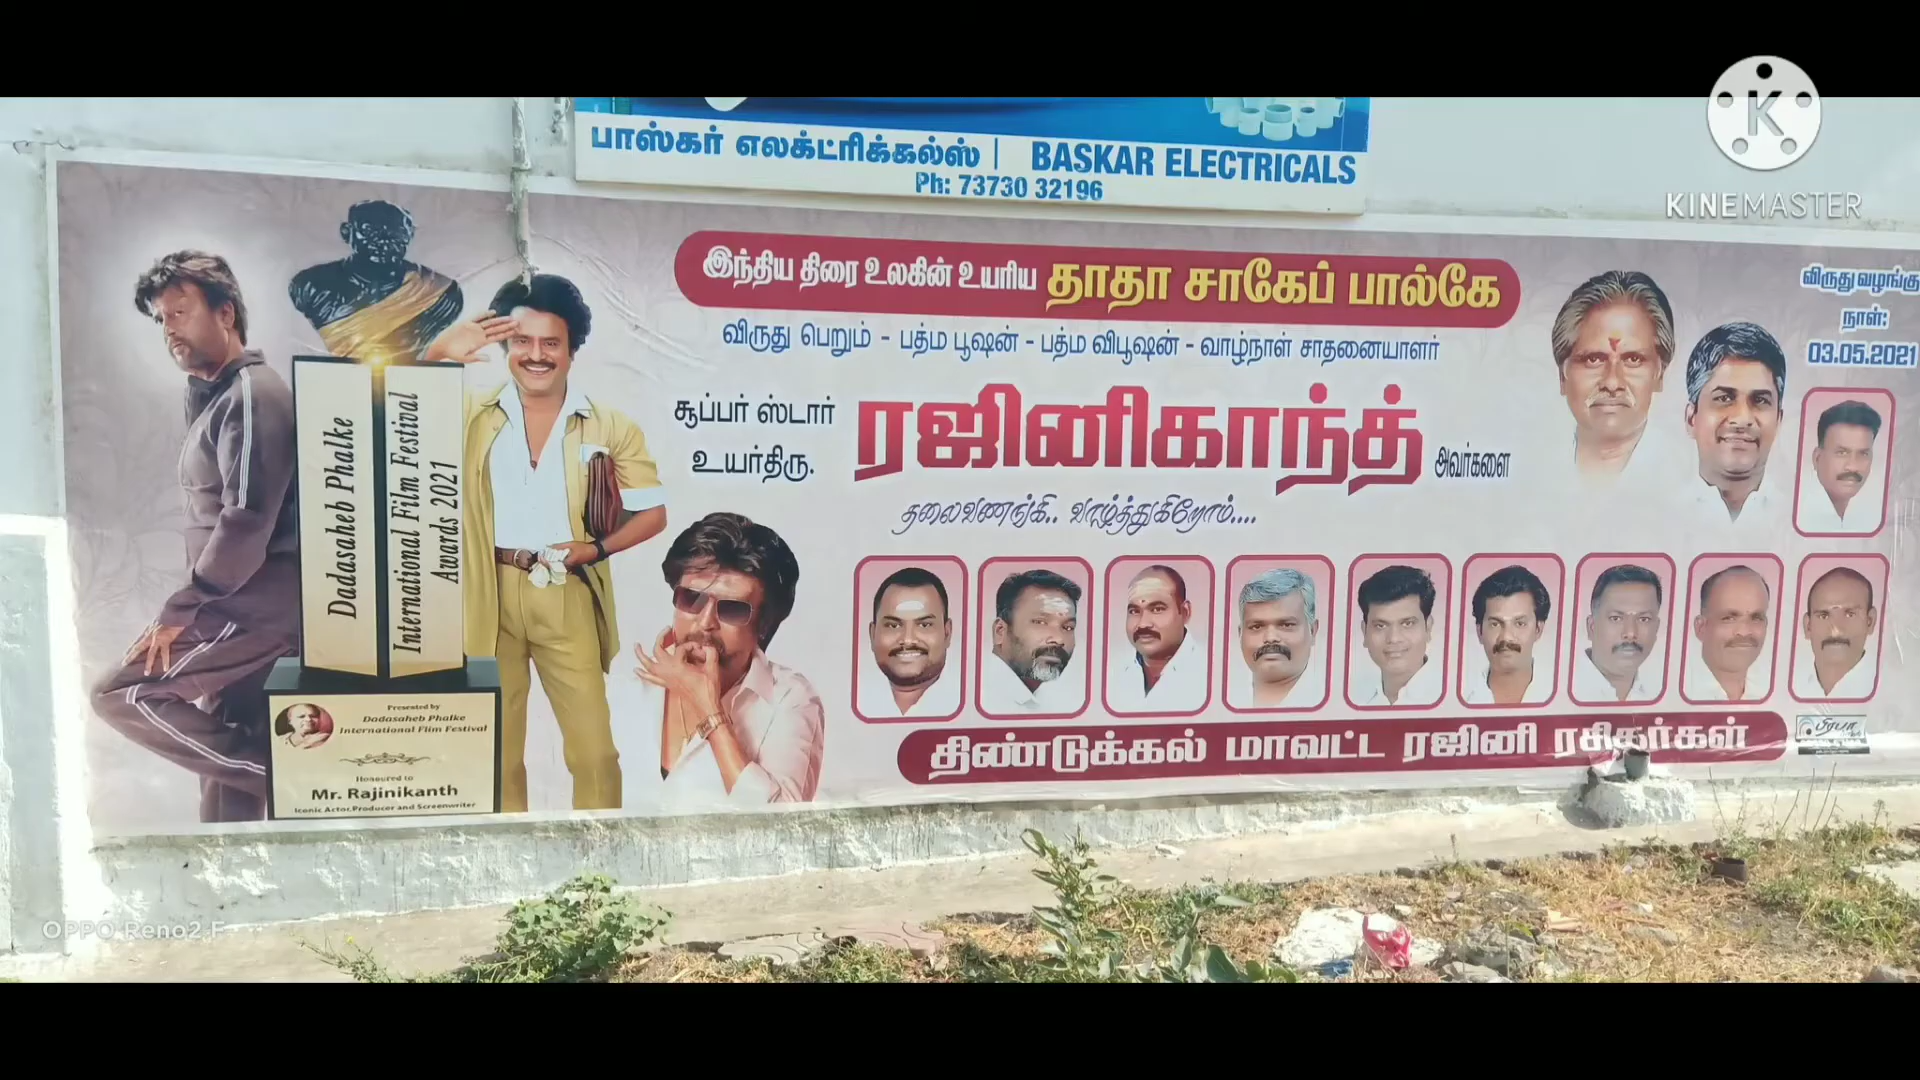 KINEMASTER
பாஸ்கர் எலக்ட்ரிக்கல்ஸ் | BASKAR ELECTRICALS
Ph: 73730 32196
இந்திய திரை உலகின் உயரிய தாதா சாகேப் பால்கே
விருது பெறும் - பத்ம பூஷன் - பத்ம விபூஷன் - வாழ்நாள் சாதனையாளர்
சூப்பர் ஸ்டார்
உயர்திரு. ரஜினிகாந்த் அவர்களை
தலைவணங்கி.. வாழ்த்துகிறோம்....
விருது வழங்கு
நாள்:
03.05.2021
Dadasaheb Phalke
International Film Festival
Awards 2021
Presented by
Dadasaheb Phalke
International Film Festival
Honoured to
Mr. Rajinikanth
Iconic Actor,Producer and Screenwriter
திண்டுக்கல் மாவட்ட ரஜினி ரசிகர்கள்
பிரபா
OPPO Reno2 F